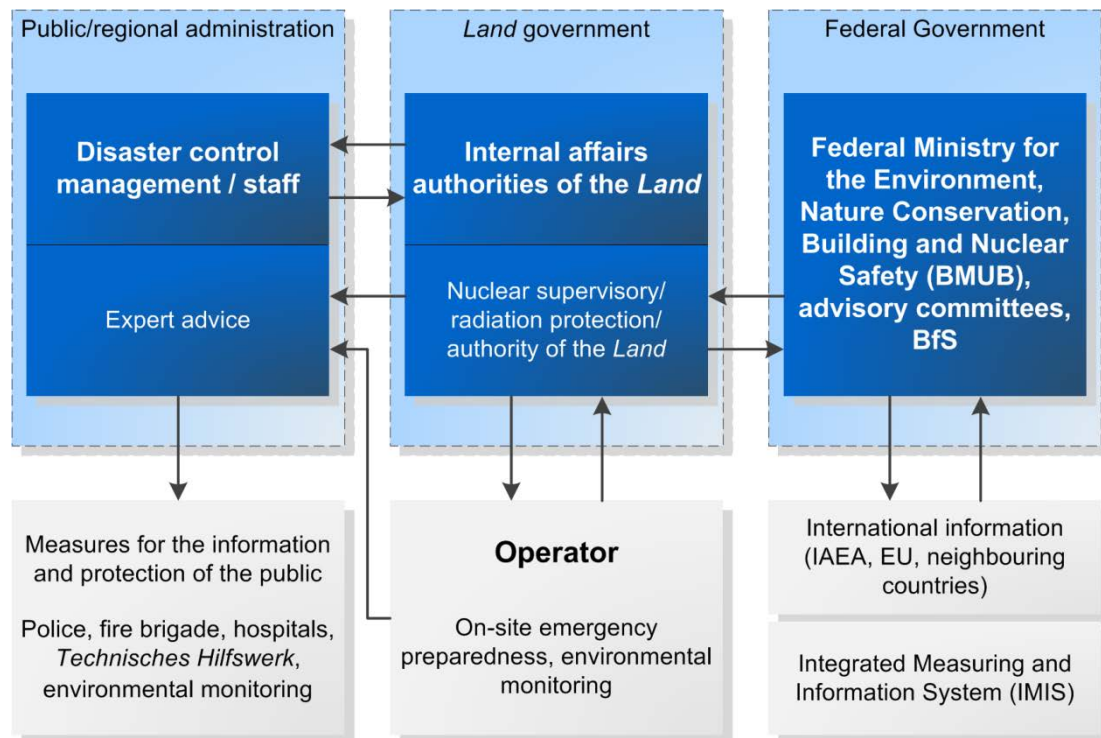 Public/regional administration
Disaster control
management / staff
Expert advice
Measures for the information
and protection of the public
Police, fire brigade, hospitals,
Technisches Hilfswerk,
environmental monitoring
Land government
Internal affairs
authorities of the Land
Nuclear supervisory/
radiation protection/
authority of the Land
Operator
On-site emergency
preparedness, environmental
monitoring
Federal Government
Federal Ministry for
the Environment,
Nature Conservation,
Building and Nuclear
Safety (BMUB),
advisory committees,
BfS
International information
(IAEA, EU, neighbouring
countries)
Integrated Measuring and
Information System (IMIS)